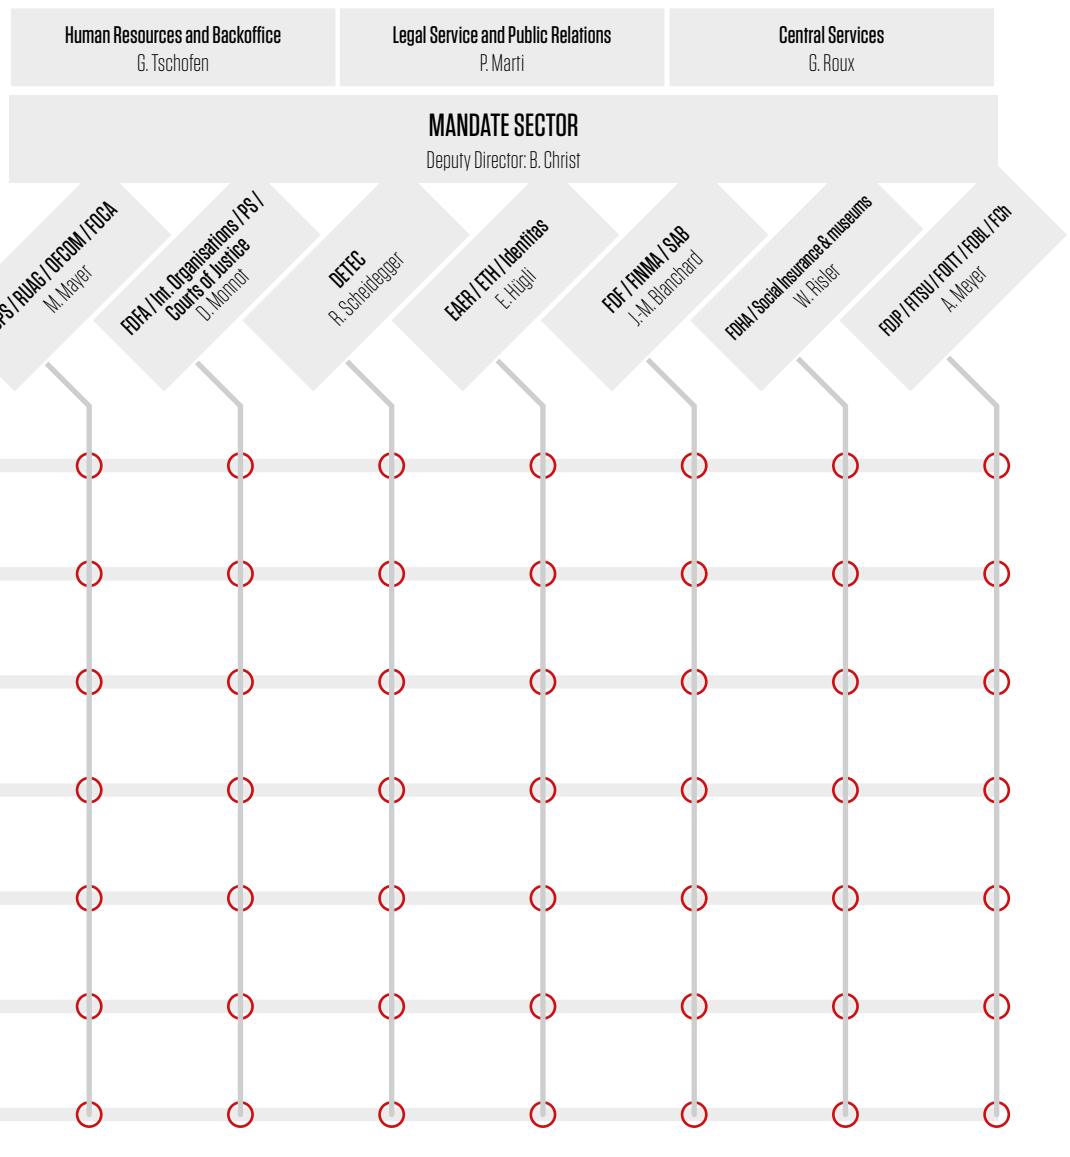 Human Resources and Backoffice
G. Tschofen
Legal Service and Public Relations
P. Marti
Central Services
G. Roux
MANDATE SECTOR
Deputy Director: B. Christ
/ RUAG / OFCOM / FOCA
M. Mayer
FDFA / Int. Organisations / PS /
Courts of Justice
D. Monnot
DETEC
R. Scheidegger
EAER / ETH / Identitas
E. Hügli
FDF / FINMA / SAB
J.-M. Blanchard
FDHA / Social Insurance & museums
W. Risler
FDJP / FITSU / FOITT / FOBL / FCh
A. Meyer